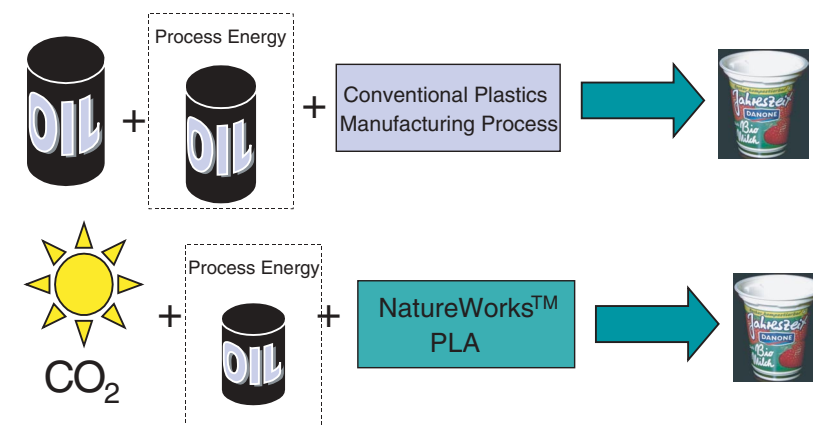 Process Energy
OIL
+
OIL
+
Conventional Plastics
Manufacturing Process
Jahreszeit
DANONE
Bio
Milch
CO₂
+
Process Energy
OIL
+
NatureWorks™
PLA
Jahreszeit
DANONE
Bio
Milch